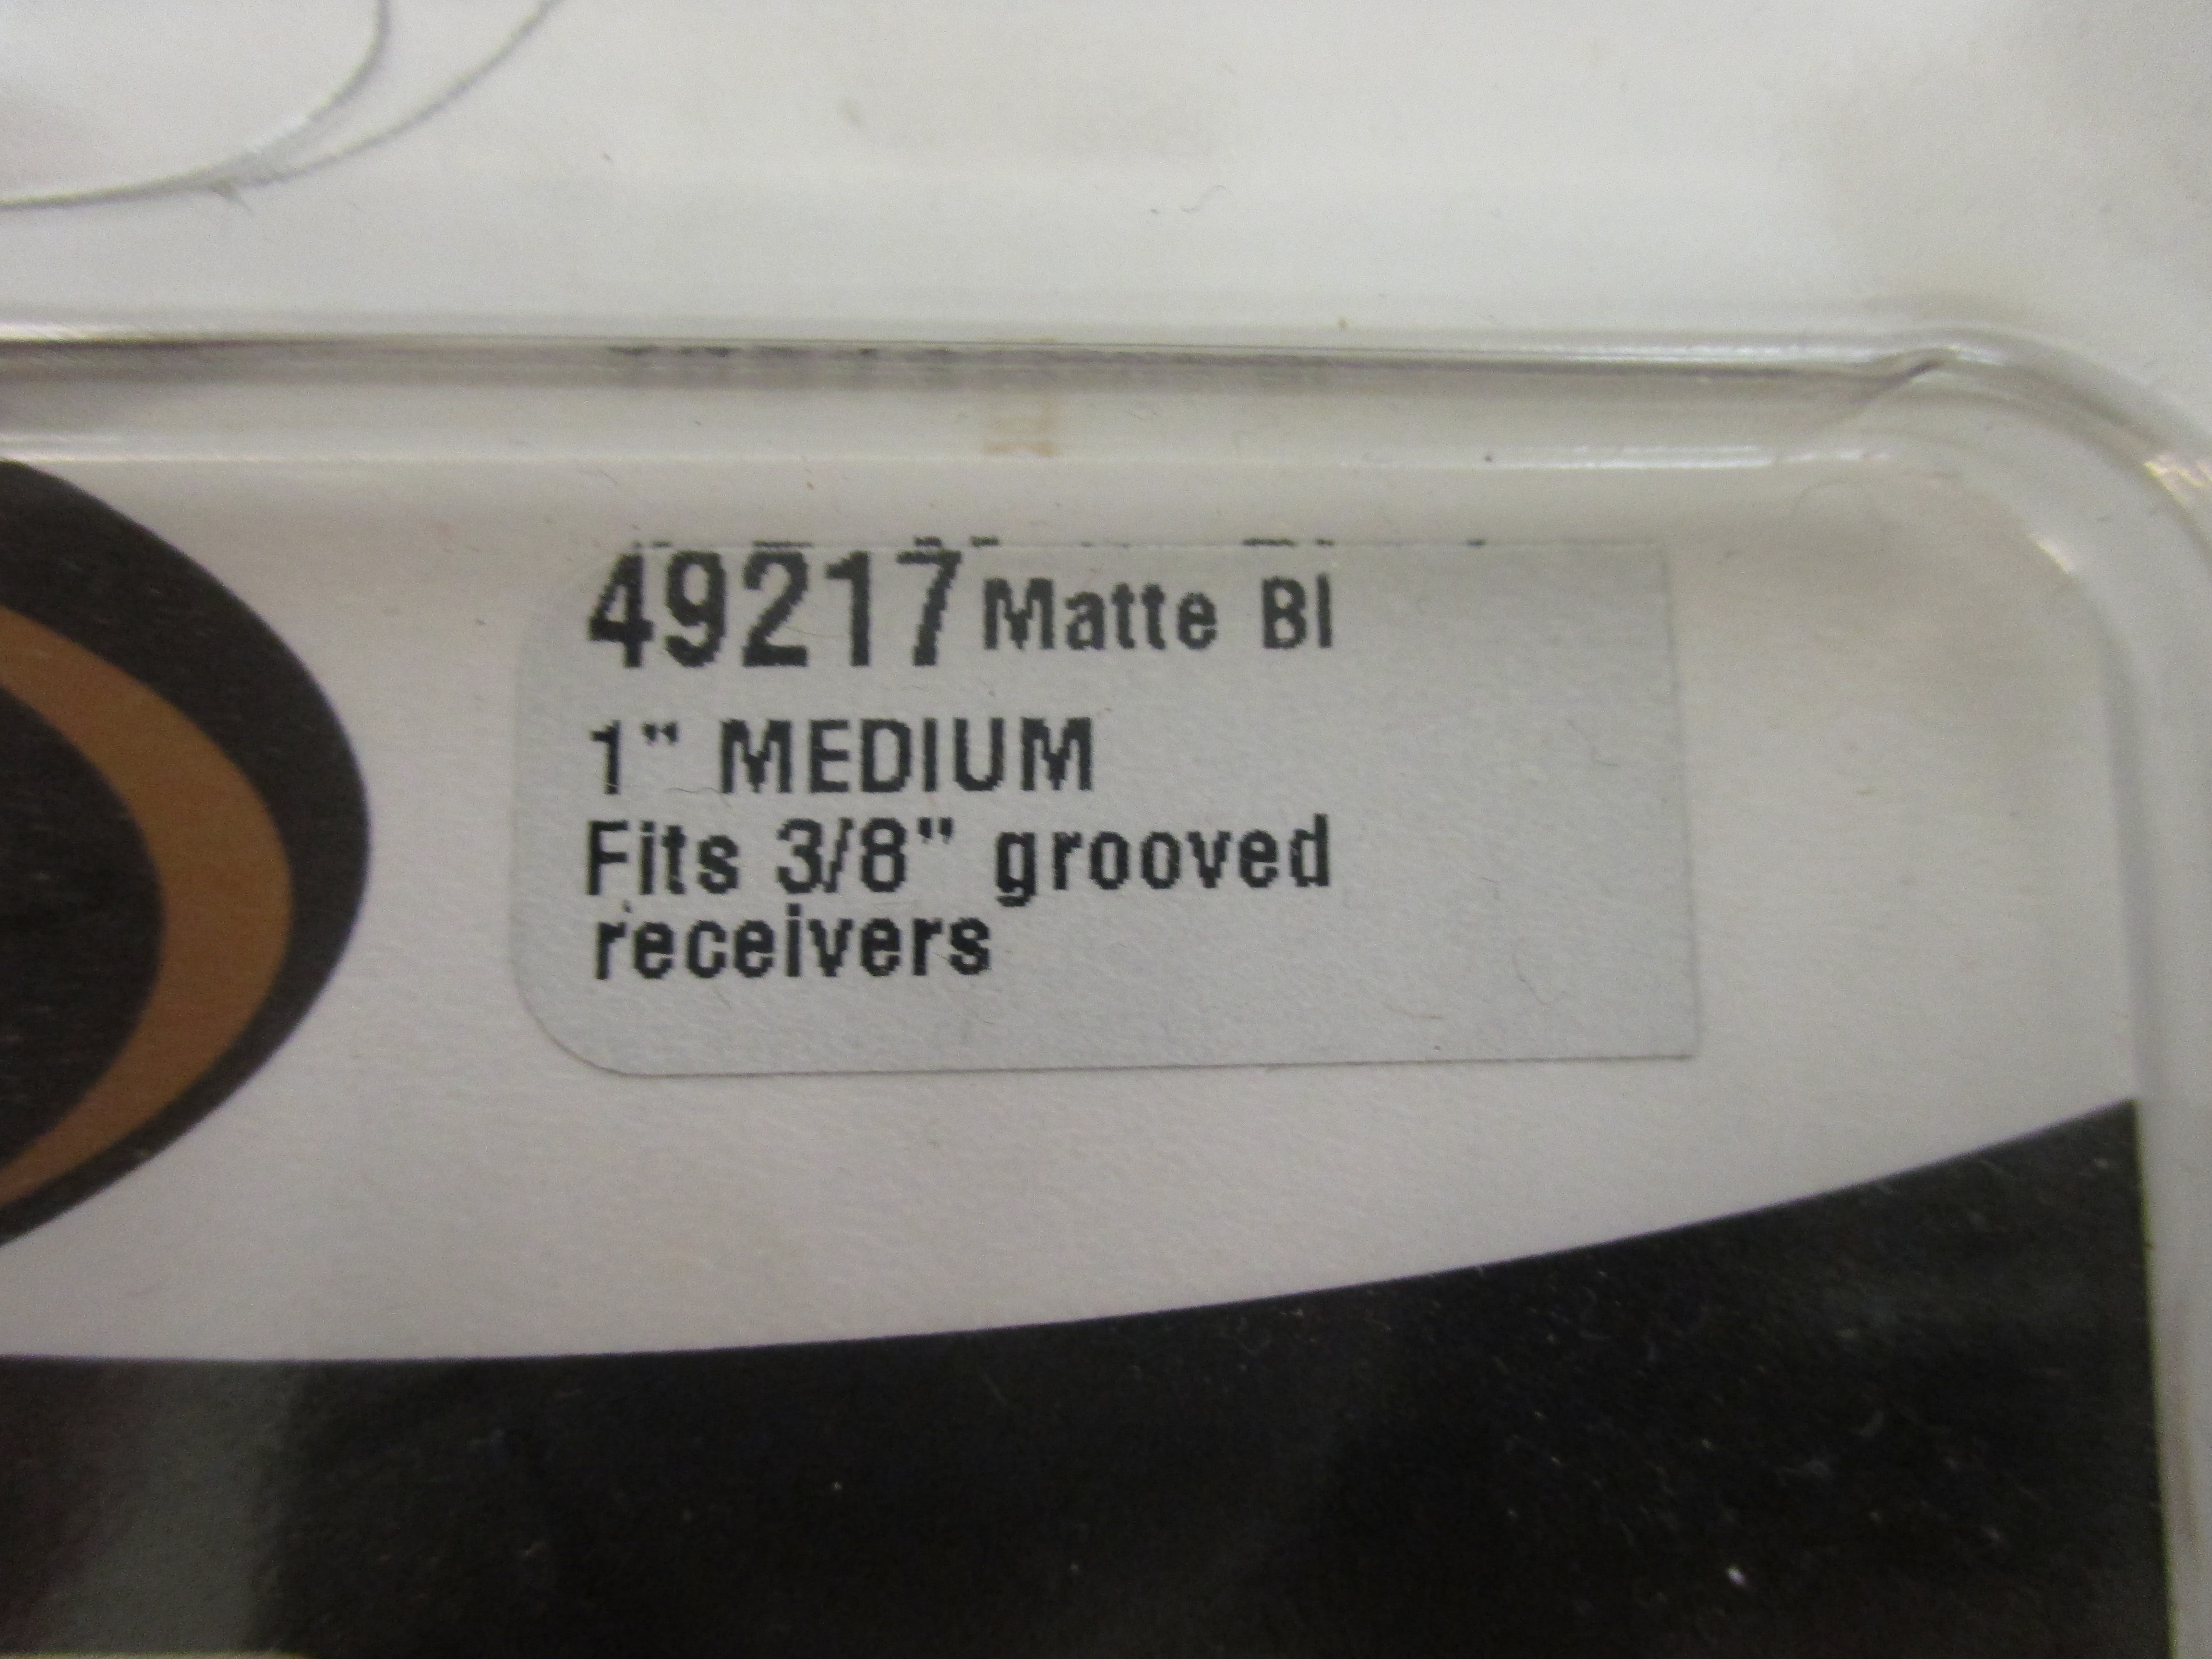 49217 Matte Bl
1" MEDIUM
Fits 3/8" grooved
receivers